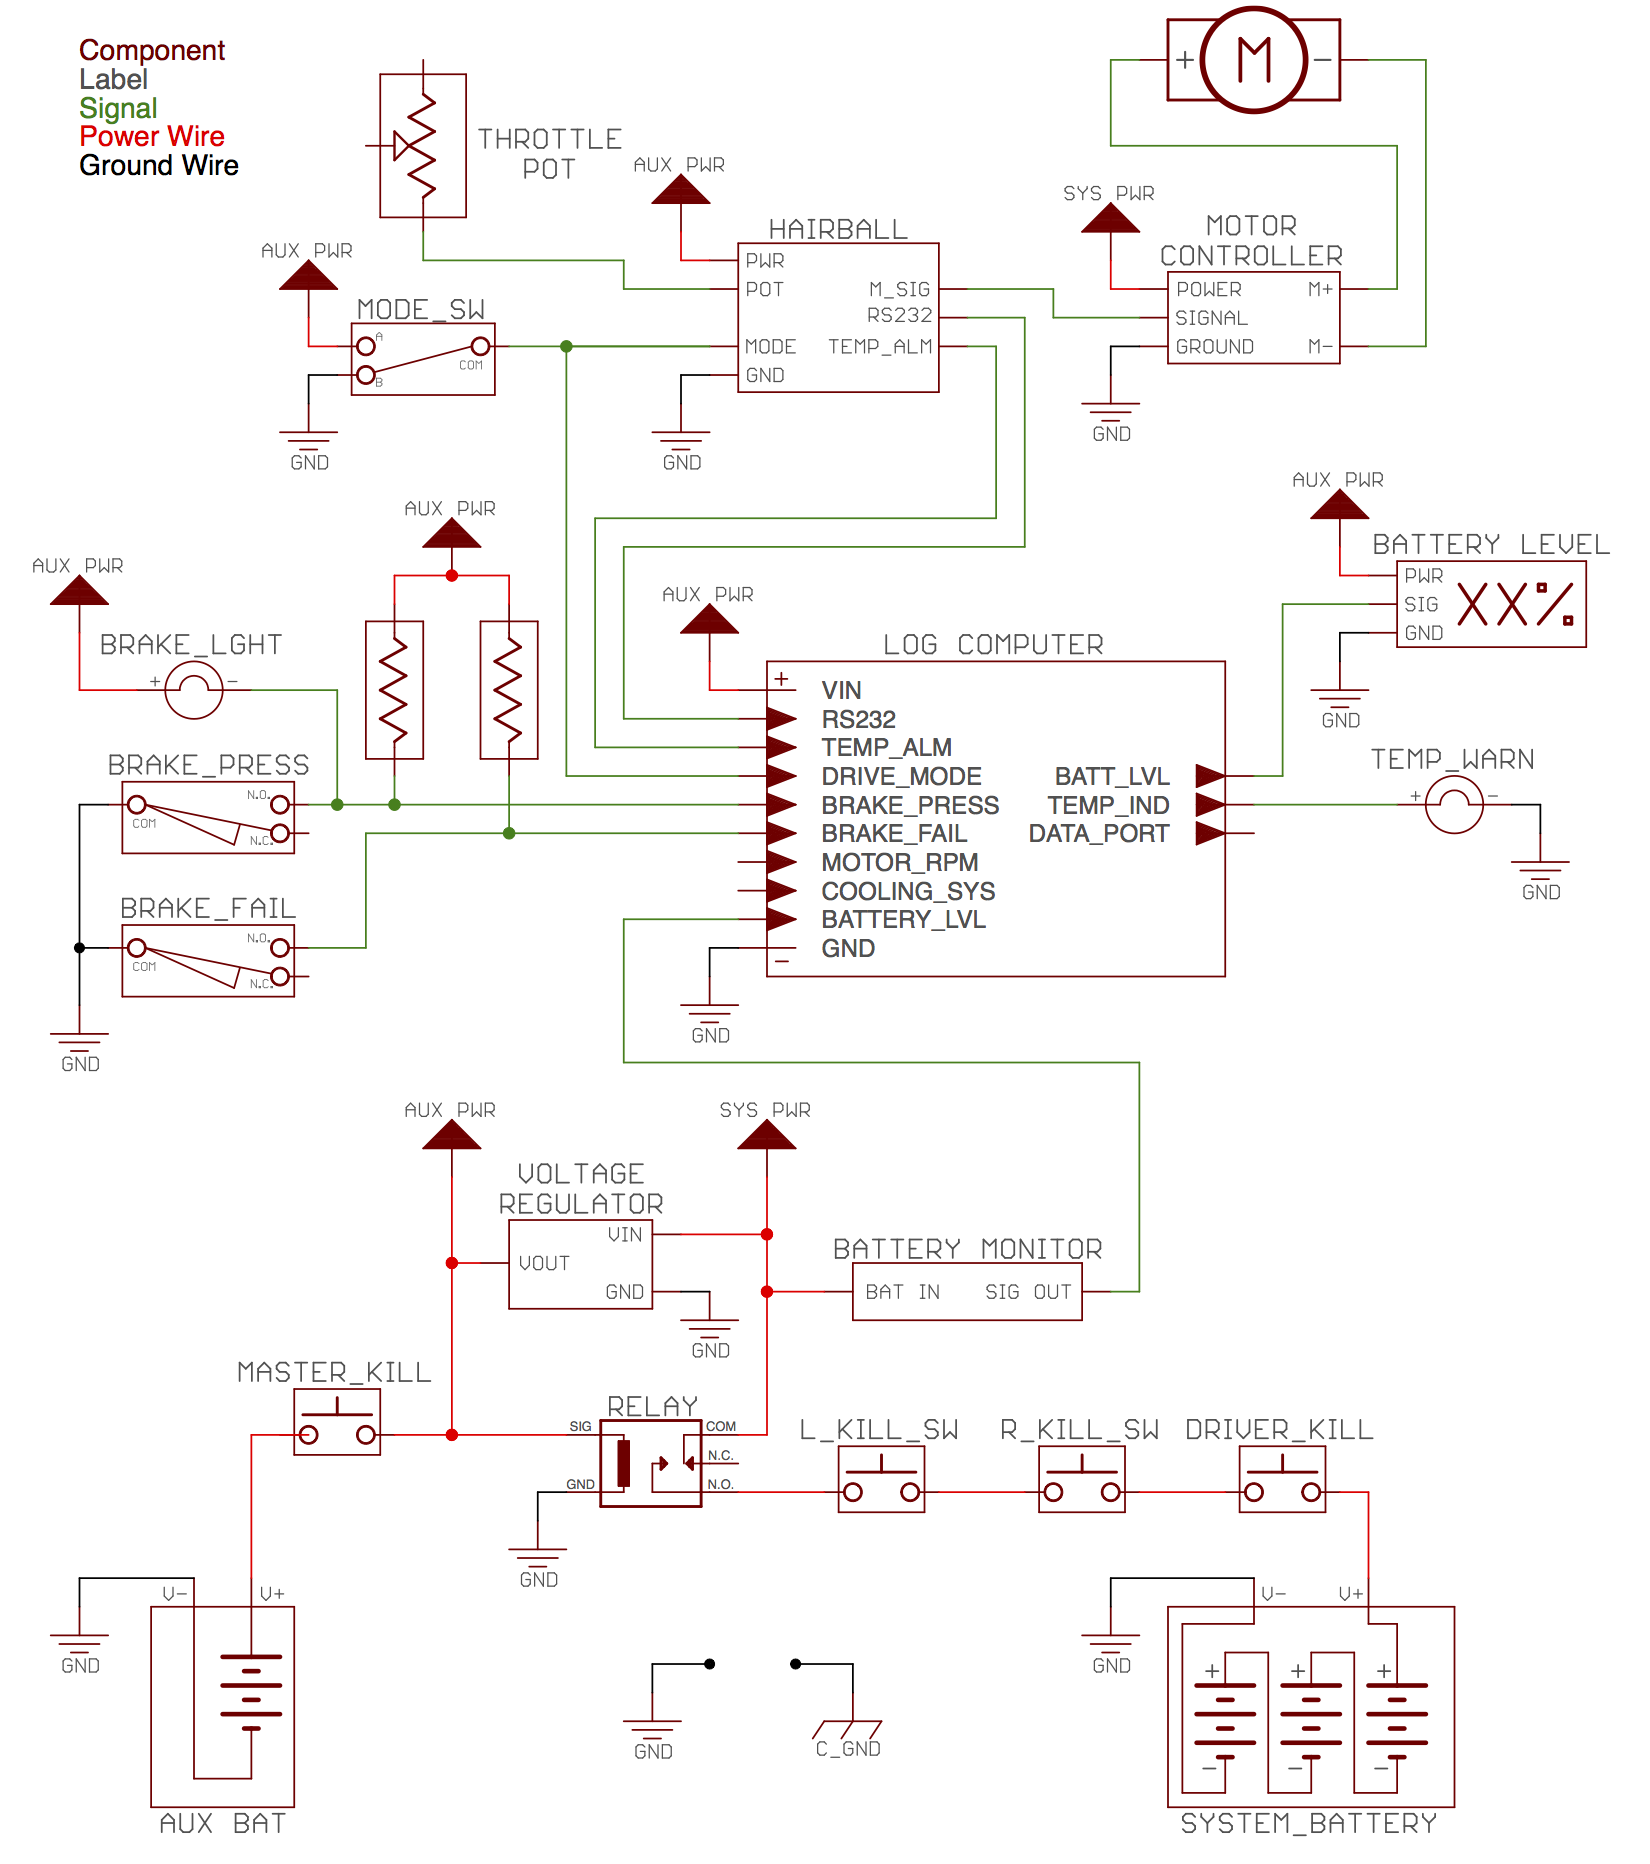 Component
Label
Signal
Power Wire
Ground Wire
THROTTLE
POT
M
+
−
AUX PWR
SYS PWR
AUX PWR
HAIRBALL
PWR
POT
MODE
GND
M_SIG
RS232
TEMP_ALM
MOTOR
CONTROLLER
POWER
SIGNAL
GROUND
M+
M-
MODE_SW
A
B
COM
GND
GND
GND
AUX PWR
AUX PWR
AUX PWR
BATTERY LEVEL
PWR
SIG
GND
XX%
GND
AUX PWR
BRAKE_LGHT
+
−
LOG COMPUTER
+
VIN
RS232
TEMP_ALM
DRIVE_MODE
BRAKE_PRESS
BRAKE_FAIL
MOTOR_RPM
COOLING_SYS
BATTERY_LVL
GND
−
BATT_LVL
TEMP_IND
DATA_PORT
TEMP_WARN
+
−
GND
BRAKE_PRESS
N.O.
COM
N.C.
BRAKE_FAIL
N.O.
COM
N.C.
GND
GND
AUX PWR
SYS PWR
VOLTAGE
REGULATOR
VIN
VOUT
GND
GND
BATTERY MONITOR
BAT IN
SIG OUT
MASTER_KILL
RELAY
SIG
GND
COM
N.C.
N.O.
L_KILL_SW
R_KILL_SW
DRIVER_KILL
GND
V-
V+
GND
AUX BAT
GND
C_GND
V-
V+
GND
+
+
+
−
−
−
SYSTEM_BATTERY